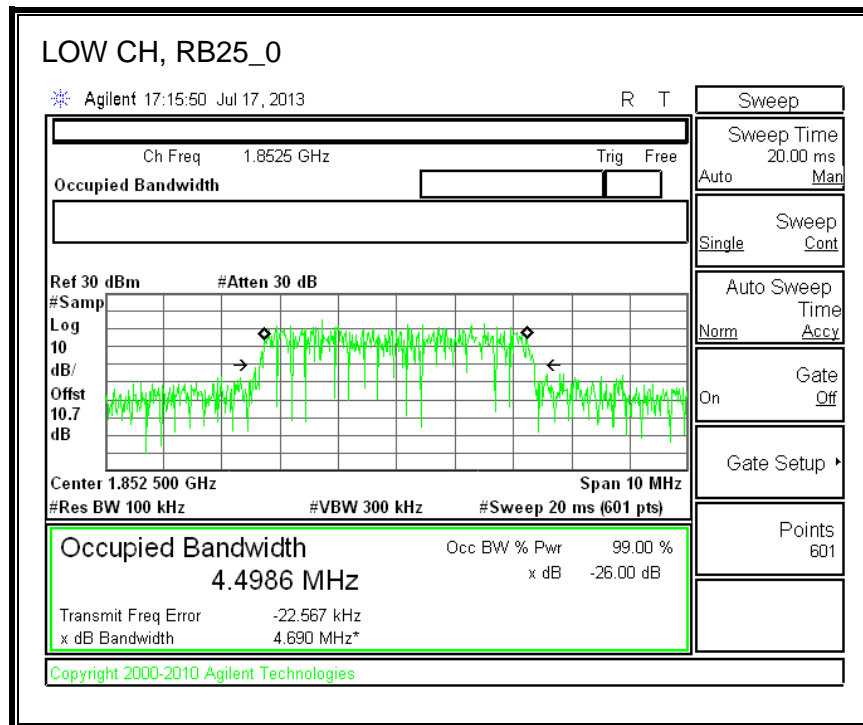 LOW CH, RB25_0
Agilent 17:15:50 Jul 17, 2013 R T
Ch Freq 1.8525 GHz Trig Free
Occupied Bandwidth
Ref 30 dBm #Atten 30 dB
#Samp
Log
10
dB/
Offst
10.7
dB
Center 1.852 500 GHz Span 10 MHz
#Res BW 100 kHz #VBW 300 kHz #Sweep 20 ms (601 pts)
Occupied Bandwidth Occ BW % Pwr 99.00 %
4.4986 MHz x dB -26.00 dB
Transmit Freq Error -22.567 kHz
x dB Bandwidth 4.690 MHz*
Copyright 2000-2010 Agilent Technologies
Sweep
Sweep Time
20.00 ms
Auto Man
Sweep
Single Cont
Auto Sweep
Time
Norm Accy
Gate
On Off
Gate Setup
Points
601